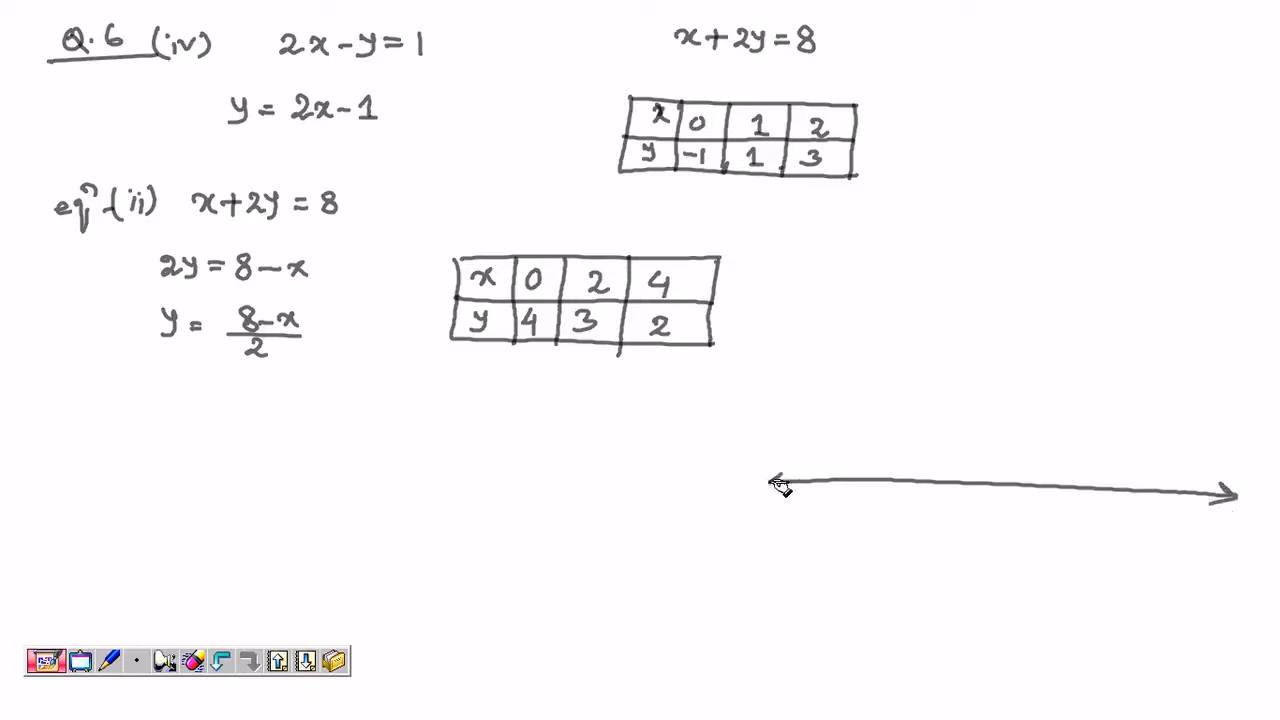 Q.6 (iv) 2x-y=1 x+2y=8
y = 2x-1
x 0 1 2
y -1 1 3
eqⁿ-(ii) x+2y=8
2y=8-x
x 0 2 4
y = 8-x/2
y 4 3 2